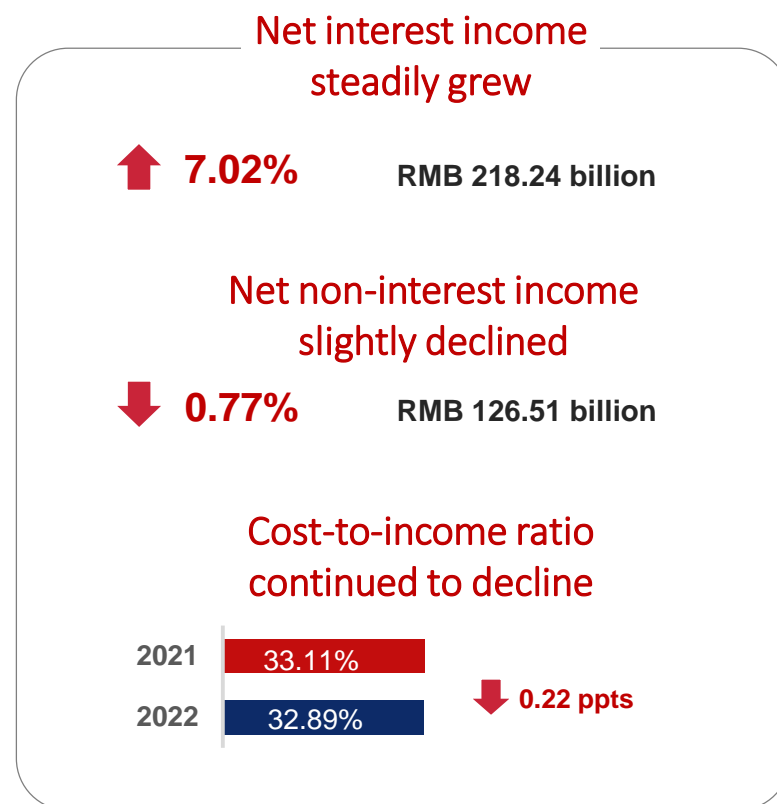 Net interest income
steadily grew
7.02%
RMB 218.24 billion
Net non-interest income
slightly declined
0.77%
RMB 126.51 billion
Cost-to-income ratio
continued to decline
2021
33.11%
2022
32.89%
0.22 ppts